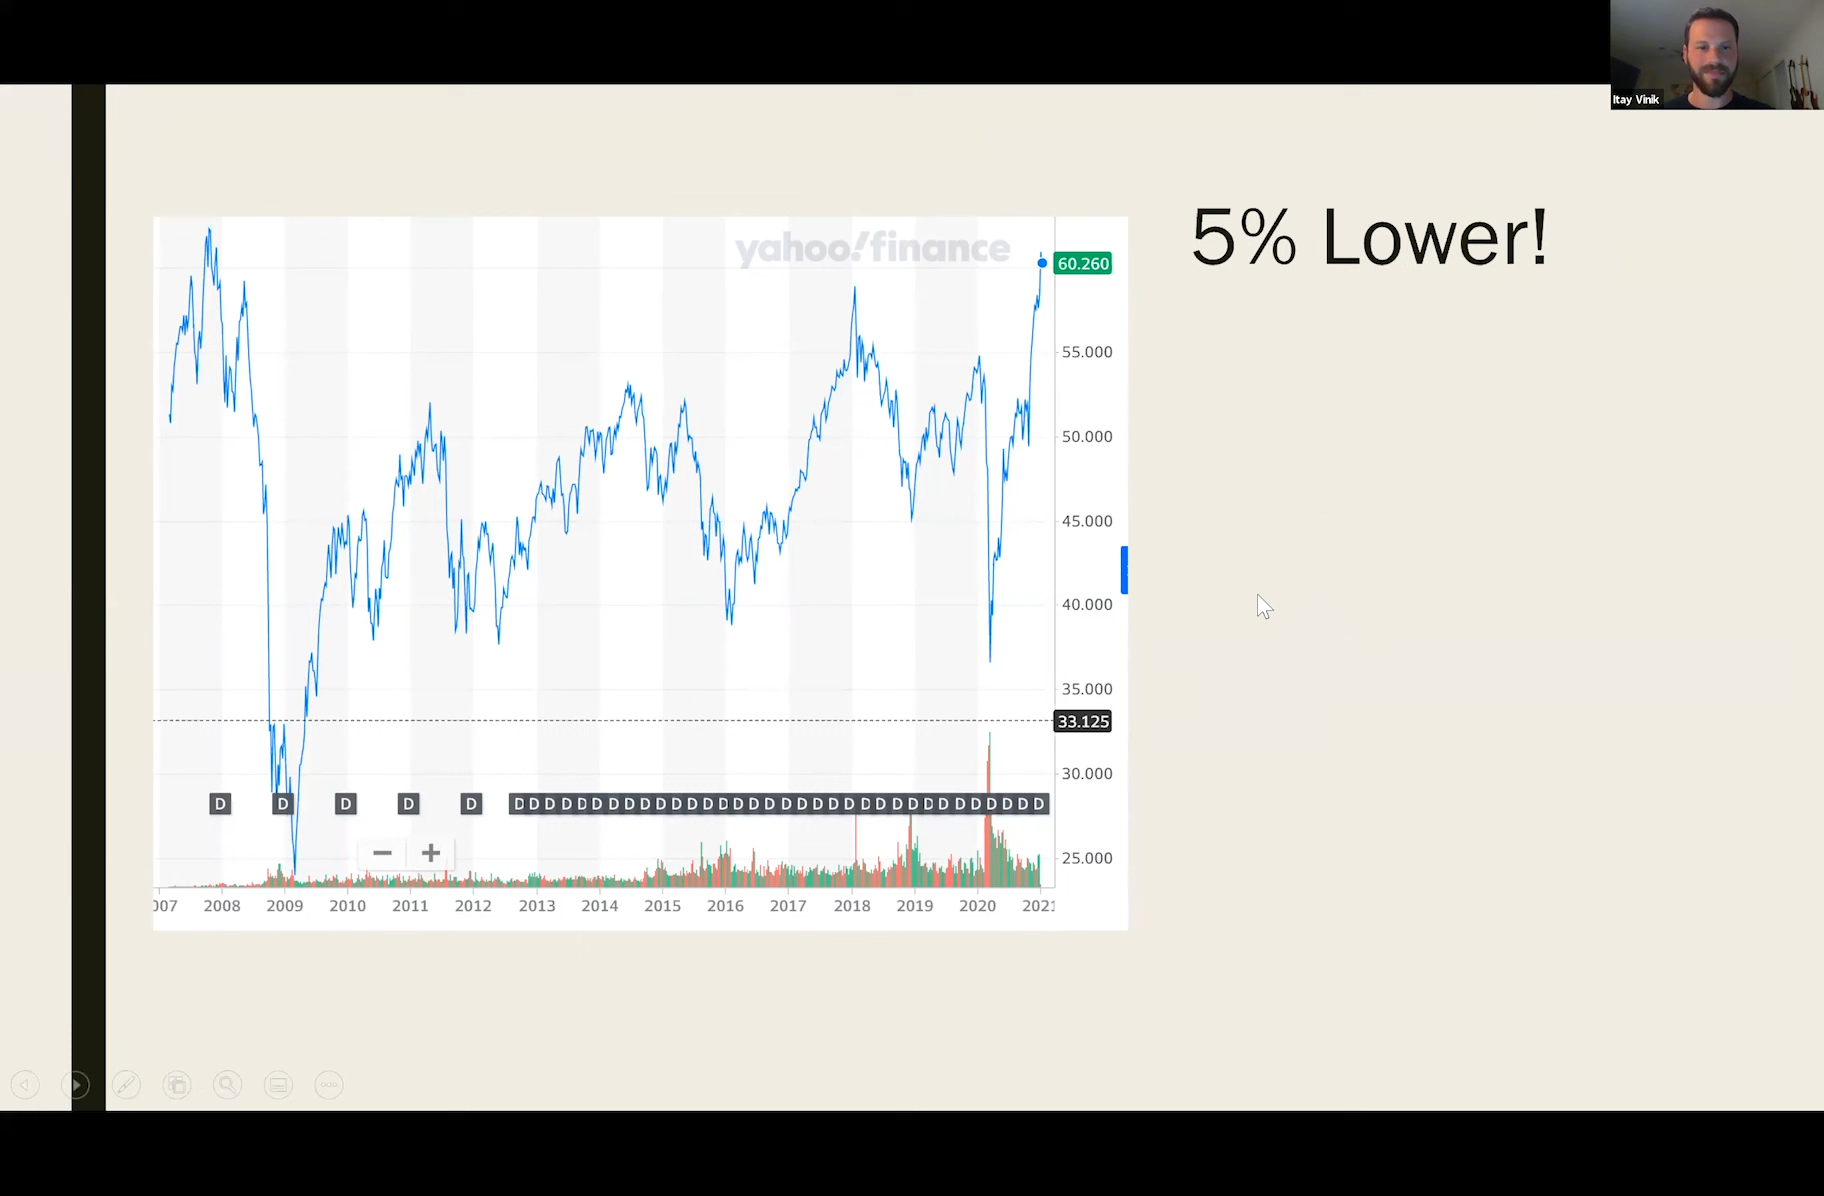 Itay Vinik
5% Lower!
yahoo!finance
60.260
55.000
50.000
45.000
40.000
35.000
33.125
30.000
D D D D D D D D D D D D D D D D D D D D D D D D D D D D D D D D D D D D D D D
25.000
007 2008 2009 2010 2011 2012 2013 2014 2015 2016 2017 2018 2019 2020 2021